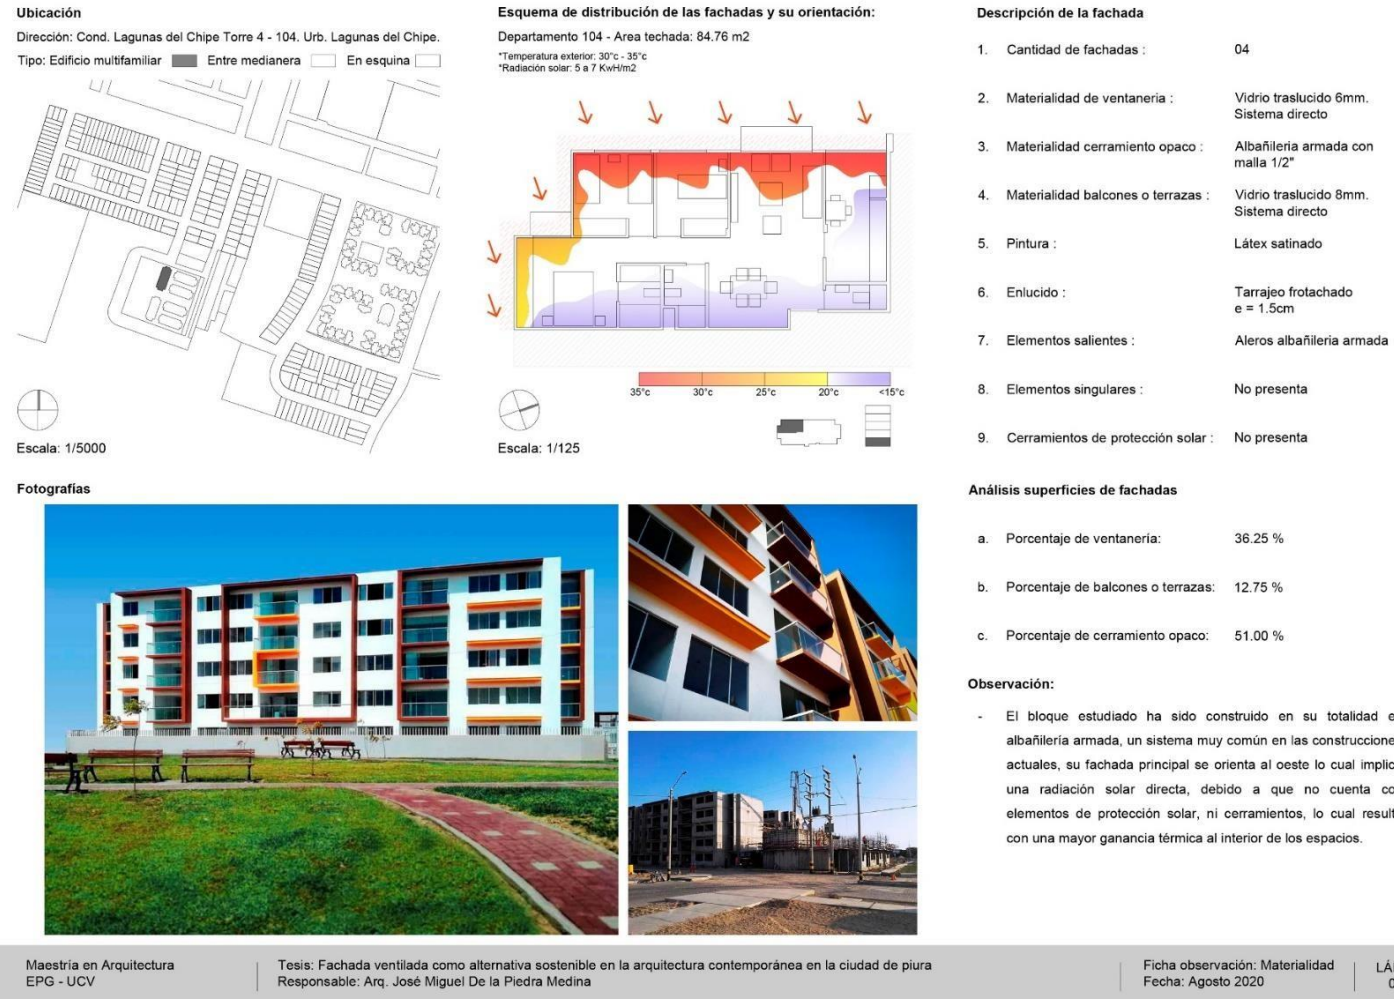 Ubicación
Dirección: Cond. Lagunas del Chipe Torre 4 - 104. Urb. Lagunas del Chipe.
Tipo: Edificio multifamiliar Entre medianera En esquina
Escala: 1/5000
Esquema de distribución de las fachadas y su orientación:
Departamento 104 - Area techada: 84.76 m2
*Temperatura exterior: 30°c - 35°c
*Radiación solar: 5 a 7 KwH/m2
35°c 30°c 25°c 20°c <15°c
Escala: 1/125
Descripción de la fachada
1. Cantidad de fachadas : 04
2. Materialidad de ventaneria : Vidrio traslucido 6mm.
Sistema directo
3. Materialidad cerramiento opaco : Albañileria armada con
malla 1/2"
4. Materialidad balcones o terrazas : Vidrio traslucido 8mm.
Sistema directo
5. Pintura : Látex satinado
6. Enlucido : Tarrajeo frotachado
e = 1.5cm
7. Elementos salientes : Aleros albañileria armada
8. Elementos singulares : No presenta
9. Cerramientos de protección solar : No presenta
Análisis superficies de fachadas
a. Porcentaje de ventanería: 36.25 %
b. Porcentaje de balcones o terrazas: 12.75 %
c. Porcentaje de cerramiento opaco: 51.00 %
Observación:
- El bloque estudiado ha sido construido en su totalidad e
albañilería armada, un sistema muy común en las construccione
actuales, su fachada principal se orienta al oeste lo cual implic
una radiación solar directa, debido a que no cuenta co
elementos de protección solar, ni cerramientos, lo cual result
con una mayor ganancia térmica al interior de los espacios.
Fotografías
Maestría en Arquitectura
EPG - UCV
Tesis: Fachada ventilada como alternativa sostenible en la arquitectura contemporánea en la ciudad de piura
Responsable: Arq. José Miguel De la Piedra Medina
Ficha observación: Materialidad
Fecha: Agosto 2020